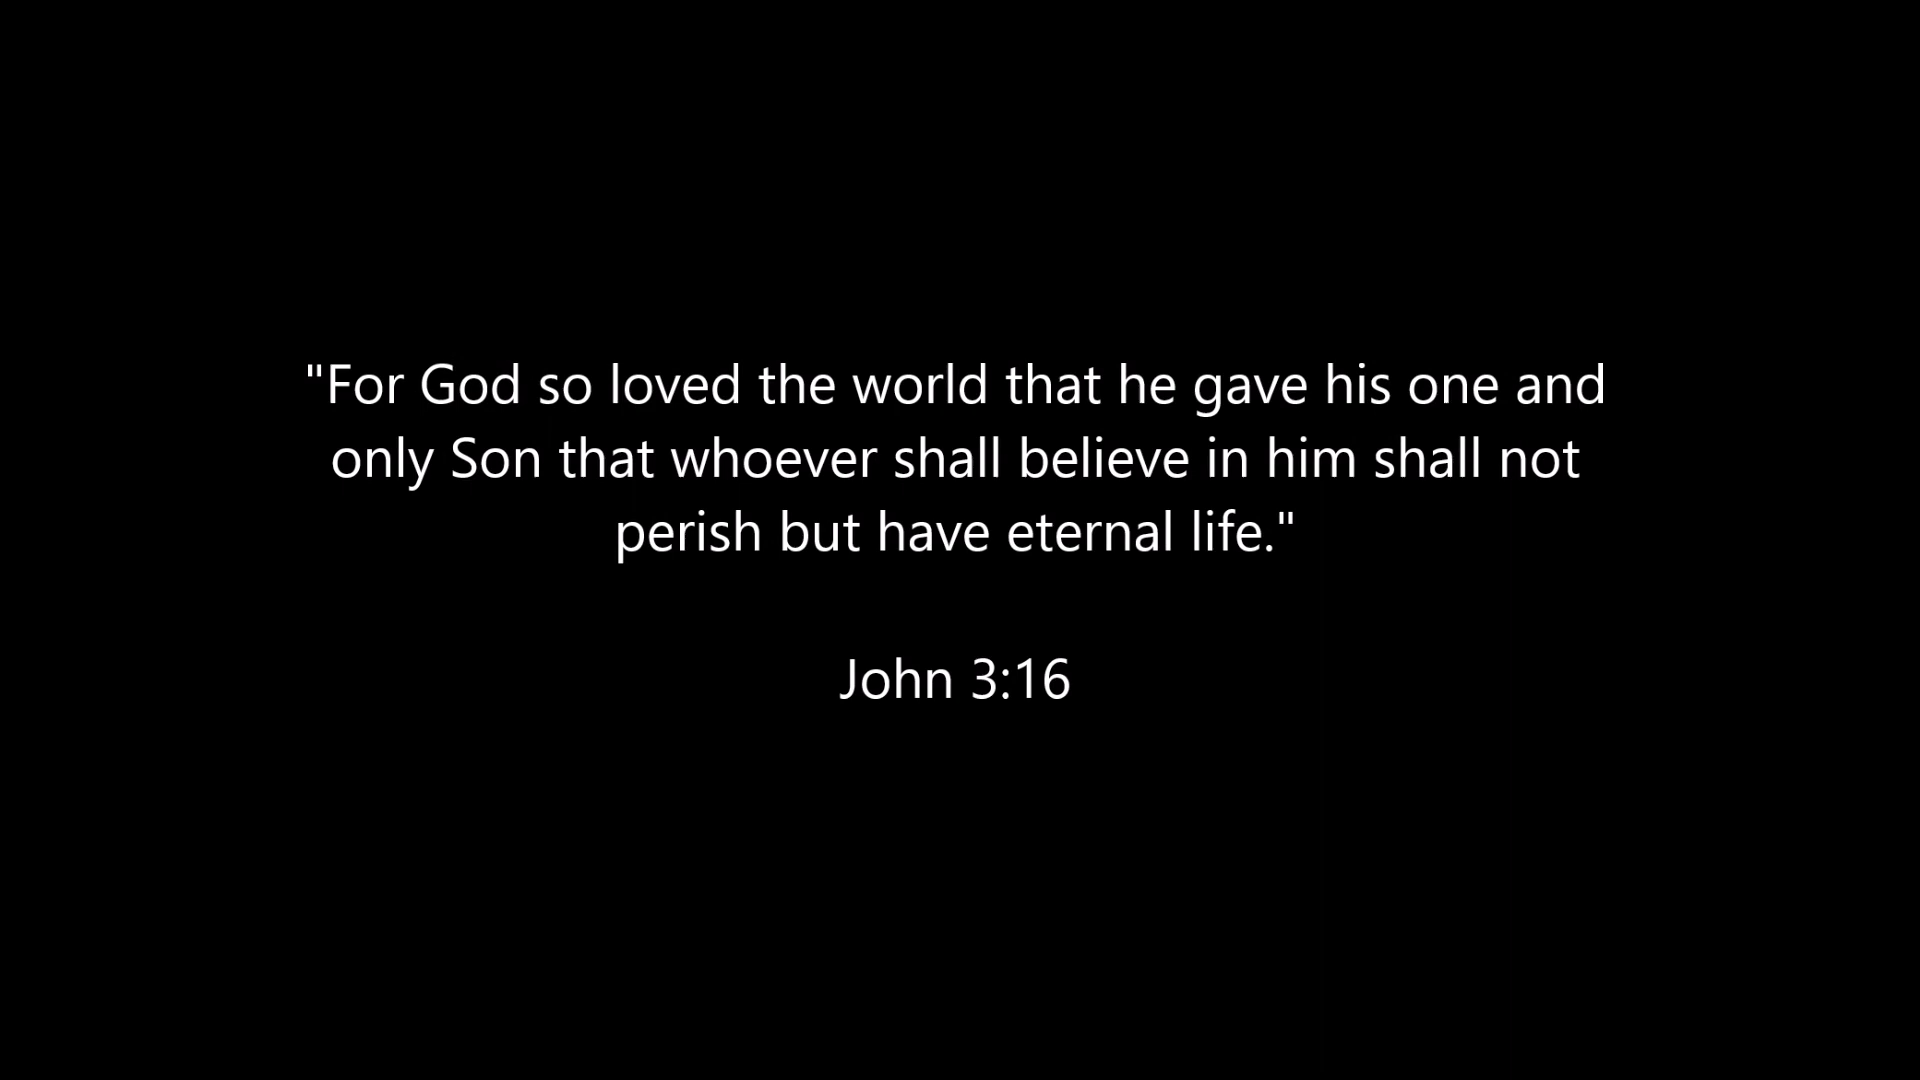 "For God so loved the world that he gave his one and
only Son that whoever shall believe in him shall not
perish but have eternal life."
John 3:16